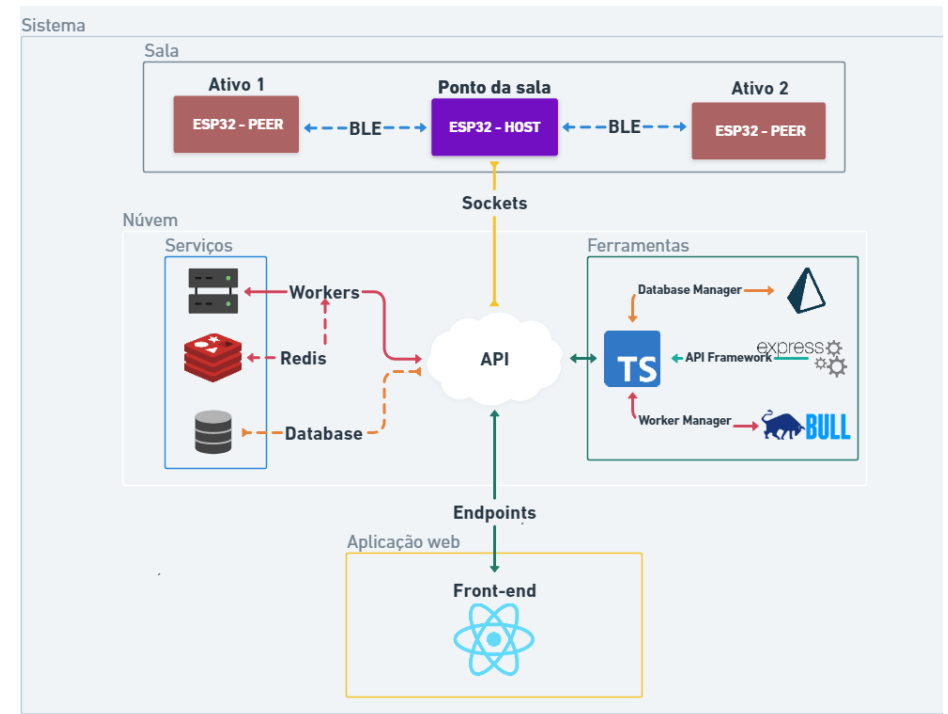 Sistema
Sala
Ativo 1
Ponto da sala
Ativo 2
ESP32 - PEER
BLE
ESP32 - HOST
BLE
ESP32 - PEER
Sockets
Núvem
Serviços
Ferramentas
Workers
Database Manager
Redis
API
TS
API Framework
express
Database
Worker Manager
BULL
Endpoints
Aplicação web
Front-end